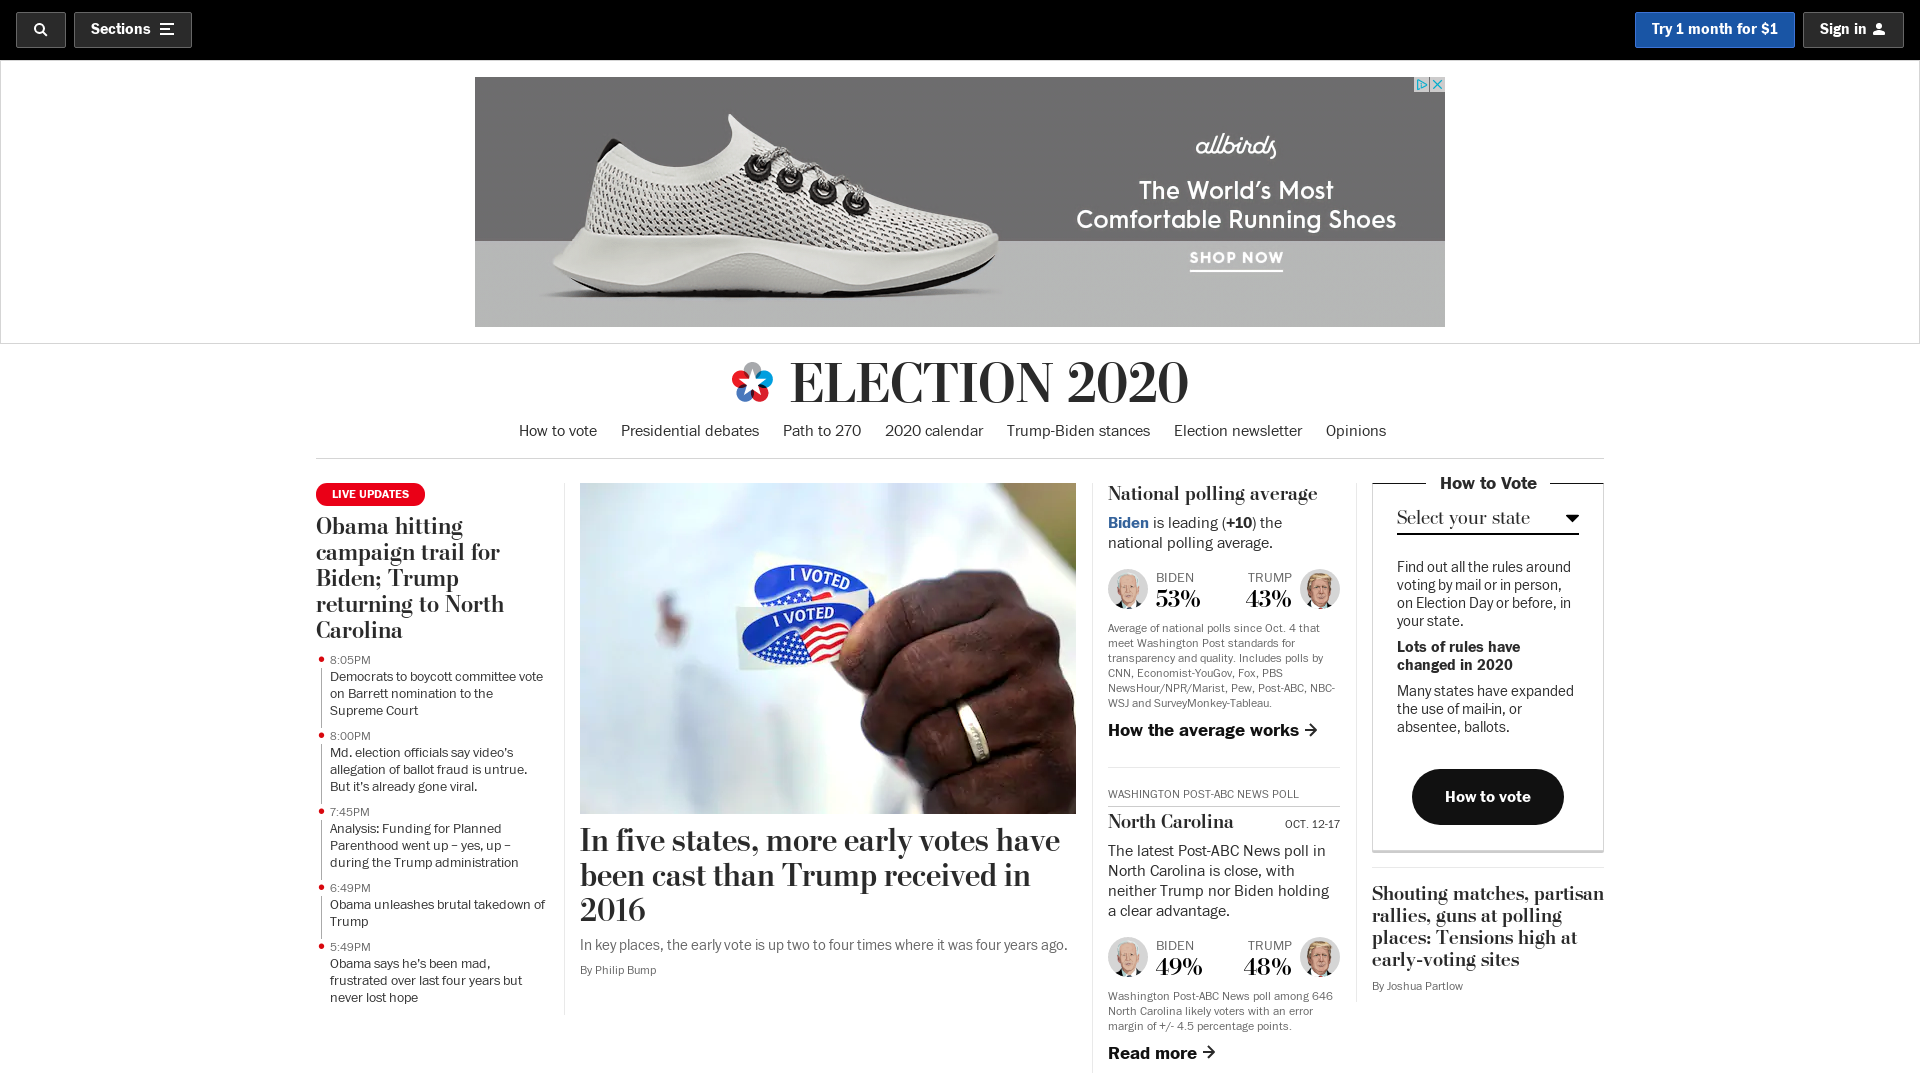 Sections
Try 1 month for $1
Sign in
allbirds
The World's Most
Comfortable Running Shoes
SHOP NOW
ELECTION 2020
How to vote
Presidential debates
Path to 270
2020 calendar
Trump-Biden stances
Election newsletter
Opinions
LIVE UPDATES
Obama hitting
campaign trail for
Biden; Trump
returning to North
Carolina
8:05PM
Democrats to boycott committee vote
on Barrett nomination to the
Supreme Court
8:00PM
Md. election officials say video's
allegation of ballot fraud is untrue.
But it's already gone viral.
7:45PM
Analysis: Funding for Planned
Parenthood went up – yes, up –
during the Trump administration
6:49PM
Obama unleashes brutal takedown of
Trump
5:49PM
Obama says he's been mad,
frustrated over last four years but
never lost hope
I VOTED
I VOTED
In five states, more early votes have
been cast than Trump received in
2016
In key places, the early vote is up two to four times where it was four years ago.
By Philip Bump
National polling average
Biden is leading (+10) the
national polling average.
BIDEN
53%
TRUMP
43%
Average of national polls since Oct. 4 that
meet Washington Post standards for
transparency and quality. Includes polls by
CNN, Economist-YouGov, Fox, PBS
NewsHour/NPR/Marist, Pew, Post-ABC, NBC-
WSJ and SurveyMonkey-Tableau.
How the average works
WASHINGTON POST-ABC NEWS POLL
North Carolina
OCT. 12-17
The latest Post-ABC News poll in
North Carolina is close, with
neither Trump nor Biden holding
a clear advantage.
BIDEN
49%
TRUMP
48%
Washington Post-ABC News poll among 646
North Carolina likely voters with an error
margin of +/- 4.5 percentage points.
Read more
How to Vote
Select your state
Find out all the rules around
voting by mail or in person,
on Election Day or before, in
your state.
Lots of rules have
changed in 2020
Many states have expanded
the use of mail-in, or
absentee, ballots.
How to vote
Shouting matches, partisan
rallies, guns at polling
places: Tensions high at
early-voting sites
By Joshua Partlow